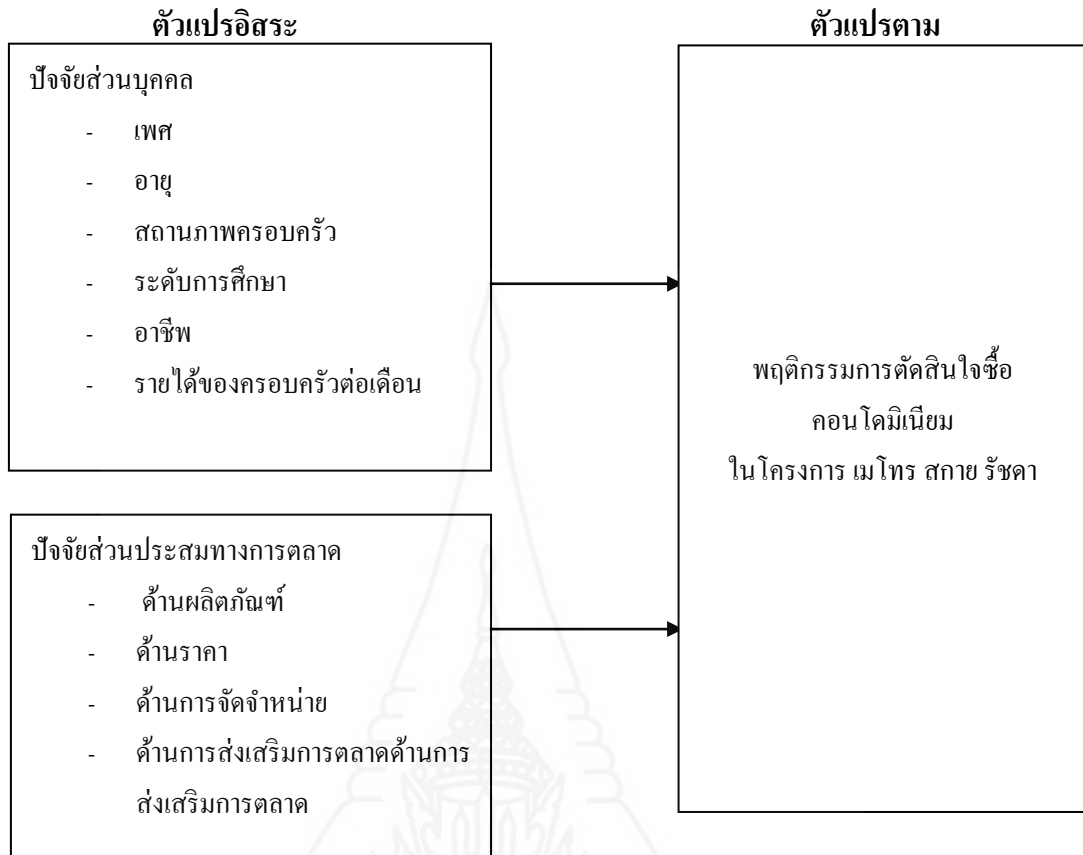 ตัวแปรอิสระ
ปัจจัยส่วนบุคคล
- เพศ
- อายุ
- สถานภาพครอบครัว
- ระดับการศึกษา
- อาชีพ
- รายได้ของครอบครัวต่อเดือน
ปัจจัยส่วนประสมทางการตลาด
- ด้านผลิตภัณฑ์
- ด้านราคา
- ด้านการจัดจำหน่าย
- ด้านการส่งเสริมการตลาดด้านการ
ส่งเสริมการตลาด
ตัวแปรตาม
พฤติกรรมการตัดสินใจซื้อ
คอนโดมิเนียม
ในโครงการ เมโทร สกาย รัชดา